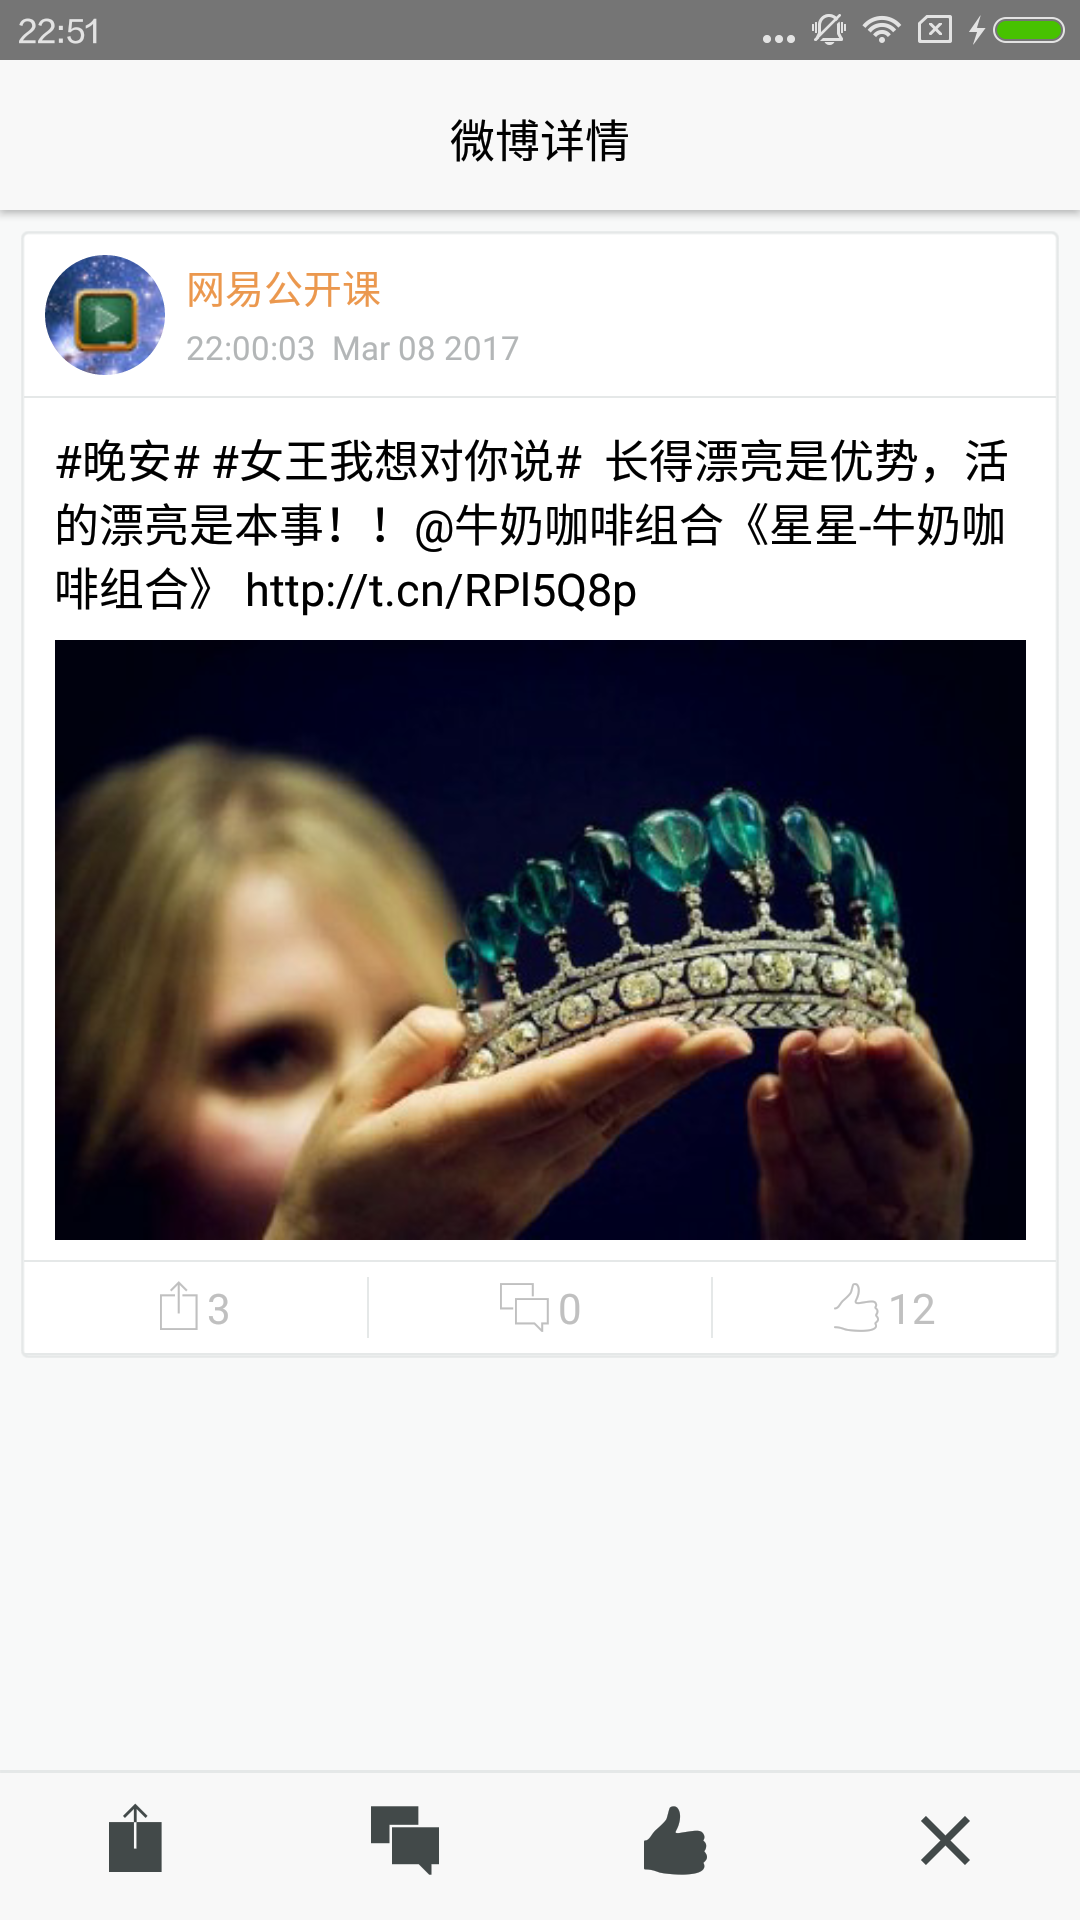 22:51
微博详情
网易公开课
22:00:03  Mar 08 2017
#晚安# #女王我想对你说#  长得漂亮是优势，活
的漂亮是本事！！@牛奶咖啡组合《星星-牛奶咖
啡组合》 http://t.cn/RPl5Q8p
3
0
12